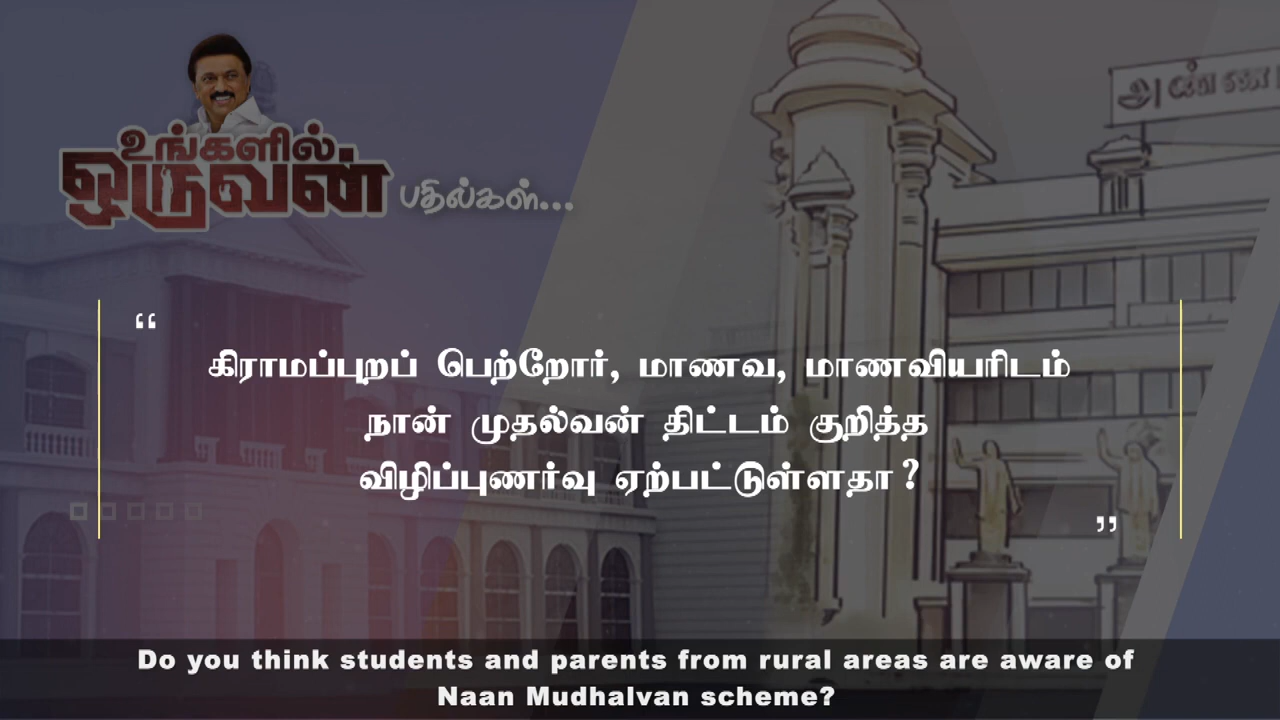 உங்களில்
ஒருவன் பதில்கள்...
“
கிராமப்புறப் பெற்றோர், மாணவ, மாணவியரிடம்
நான் முதல்வன் திட்டம் குறித்த
விழிப்புணர்வு ஏற்பட்டுள்ளதா?
”
Do you think students and parents from rural areas are aware of
Naan Mudhalvan scheme?